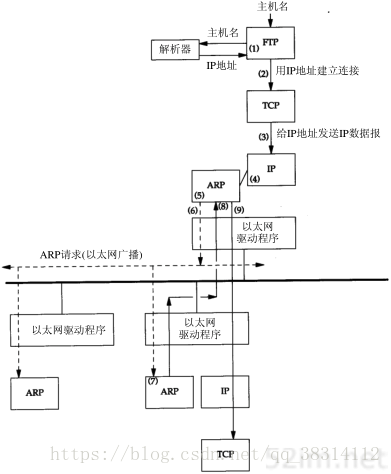 主机名
主机名
(1) FTP
解析器
IP地址
(2) 用IP地址建立连接
TCP
(3) 给IP地址发送IP数据报
(4) IP
ARP
(5) (8)
(6) (9)
以太网
驱动程序
ARP请求(以太网广播)
以太网驱动程序
以太网
驱动程序
ARP
(7) ARP
IP
TCP
https://blog.csdn.net/qq_38314112